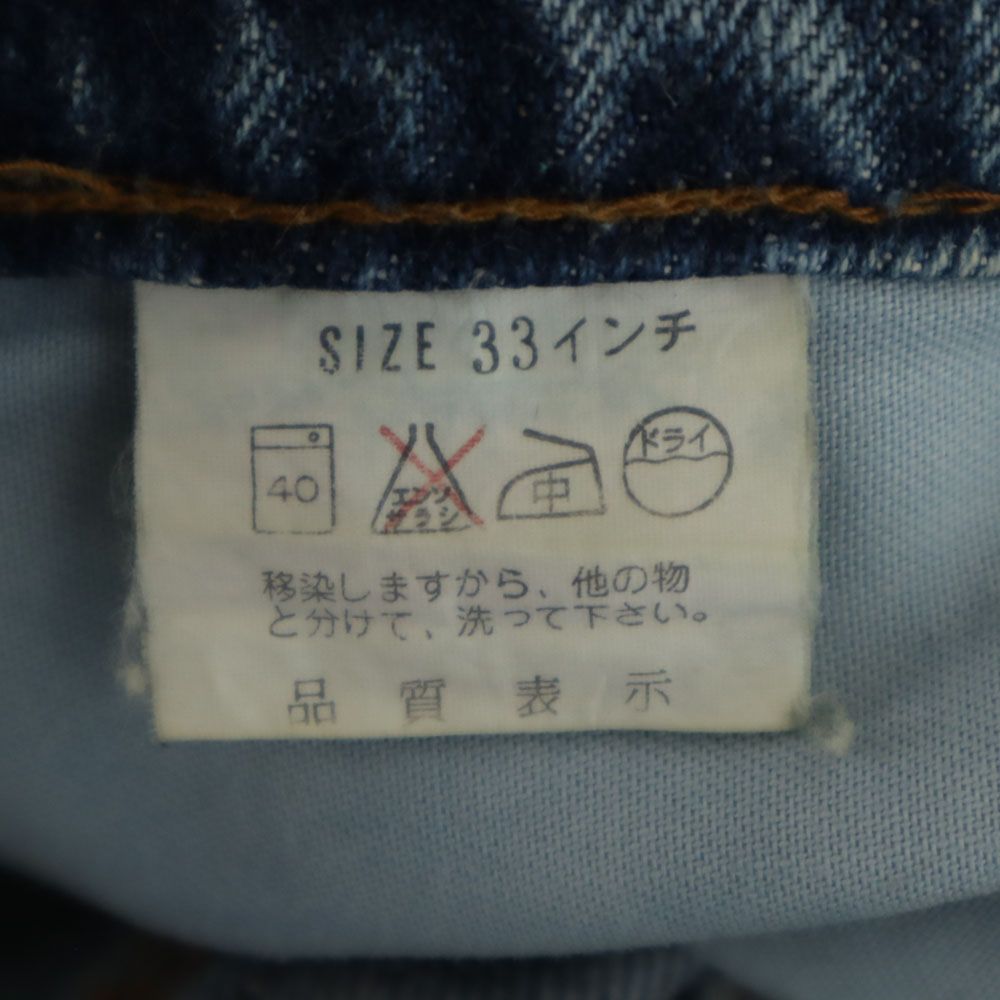 SIZE 33インチ
40 エンソサラシ 中 ドライ
移染しますから、他の物
と分けて、洗って下さい。
品質表示